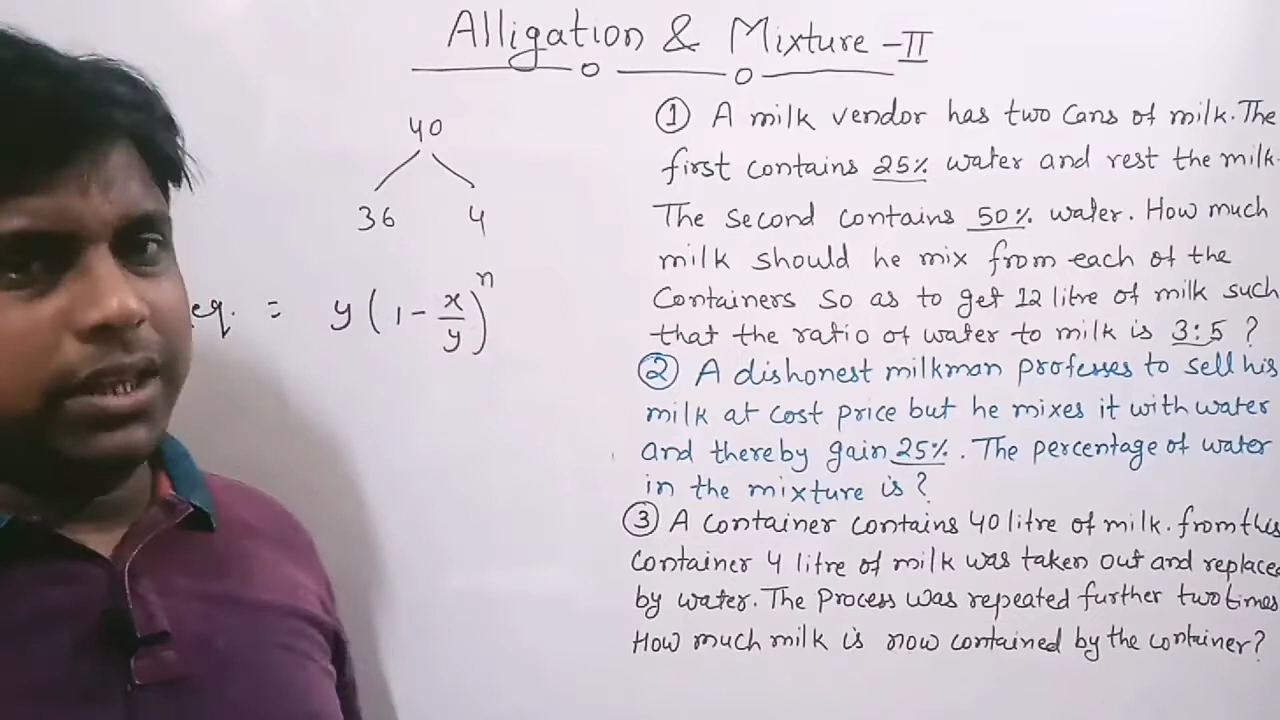 Alligation & Mixture -II
40
36 4
eq. = y(1 - x/y)^n
① A milk vendor has two cans of milk. The
first contains 25% water and rest the milk.
The second contains 50% water. How much
milk should he mix from each of the
containers so as to get 12 litre of milk such
that the ratio of water to milk is 3:5 ?
② A dishonest milkman professes to sell his
milk at cost price but he mixes it with water
and thereby gain 25%. The percentage of water
in the mixture is ?
③ A container contains 40 litre of milk. from this
container 4 litre of milk was taken out and replaced
by water. The process was repeated further two times.
How much milk is now contained by the container?